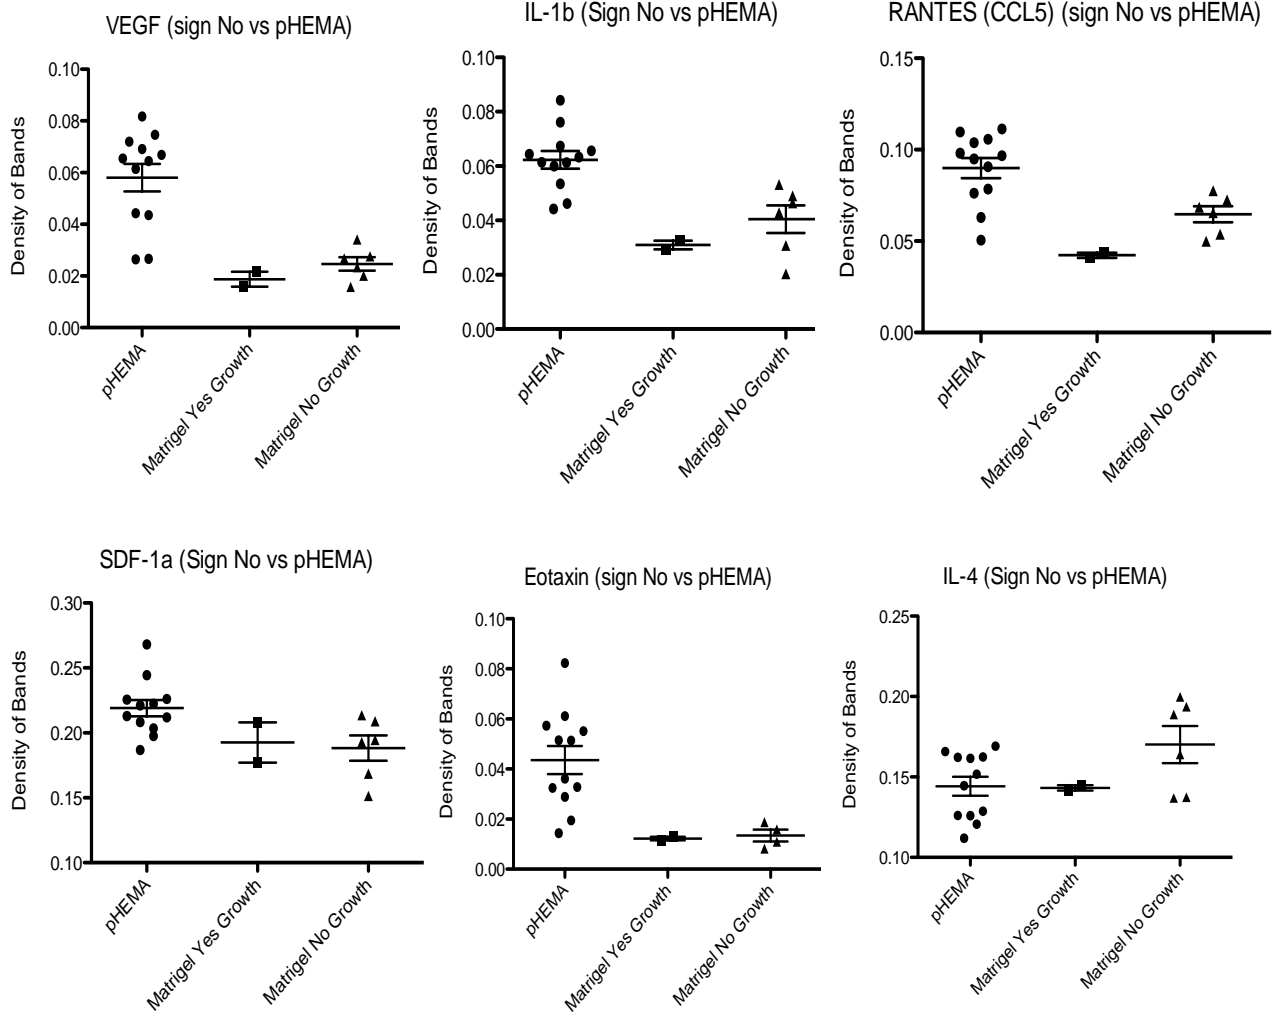 VEGF (sign No vs pHEMA)
Density of Bands
0.10
0.08
0.06
0.04
0.02
0.00
pHEMA
Matrigel Yes Growth
Matrigel No Growth
IL-1b (Sign No vs pHEMA)
Density of Bands
0.10
0.08
0.06
0.04
0.02
0.00
pHEMA
Matrigel Yes Growth
Matrigel No Growth
RANTES (CCL5) (sign No vs pHEMA)
Density of Bands
0.15
0.10
0.05
0.00
pHEMA
Matrigel Yes Growth
Matrigel No Growth
SDF-1a (Sign No vs pHEMA)
Density of Bands
0.30
0.25
0.20
0.15
0.10
pHEMA
Matrigel Yes Growth
Matrigel No Growth
Eotaxin (sign No vs pHEMA)
Density of Bands
0.10
0.08
0.06
0.04
0.02
0.00
pHEMA
Matrigel Yes Growth
Matrigel No Growth
IL-4 (Sign No vs pHEMA)
Density of Bands
0.25
0.20
0.15
0.10
pHEMA
Matrigel Yes Growth
Matrigel No Growth